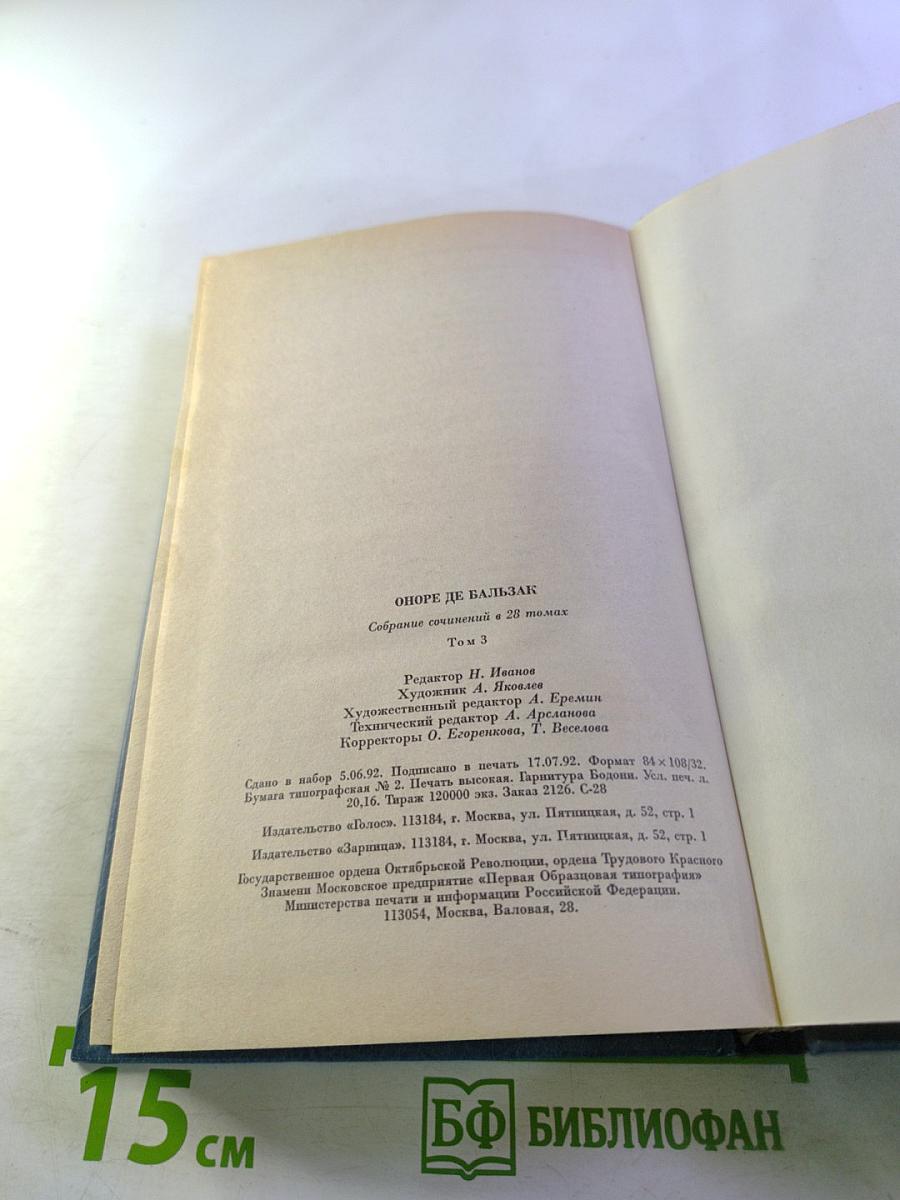 ОНОРЕ ДЕ БАЛЬЗАК
Собрание сочинений в 28 томах
Том 3
Редактор Н. Иванов
Художник А. Яковлев
Художественный редактор А. Еремин
Технический редактор А. Арсланова
Корректоры О. Егоренкова, Т. Веселова
Сдано в набор 5.06.92. Подписано в печать 17.07.92. Формат 84×108/32.
Бумага типографская № 2. Печать высокая. Гарнитура Бодони. Усл. печ. л.
20,16. Тираж 120000 экз. Заказ 2126. С-28
Издательство «Голос». 113184, г. Москва, ул. Пятницкая, д. 52, стр. 1
Издательство «Зарница». 113184, г. Москва, ул. Пятницкая, д. 52, стр. 1
Государственное ордена Октябрьской Революции, ордена Трудового Красного
Знамени Московское предприятие «Первая Образцовая типография»
Министерства печати и информации Российской Федерации.
113054, Москва, Валовая, 28.
15 см
БФ БИБЛИОФАН